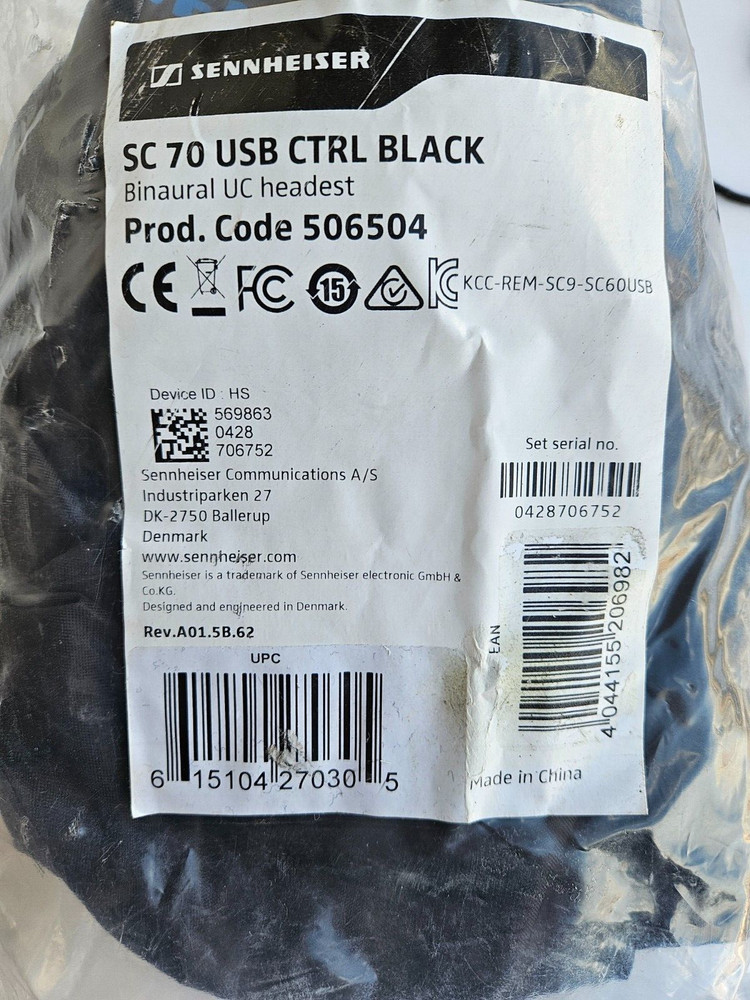 SENNHEISER
SC 70 USB CTRL BLACK
Binaural UC headest
Prod. Code 506504
CE FC 15 KCC-REM-SC9-SC60USB
Device ID : HS
569863
0428
706752
Sennheiser Communications A/S
Industriparken 27
DK-2750 Ballerup
Denmark
www.sennheiser.com
Sennheiser is a trademark of Sennheiser electronic GmbH &
Co.KG.
Designed and engineered in Denmark.
Rev.A01.5B.62
Set serial no.
0428706752
EAN
4 044155 206982
UPC
6 15104 27030 5
Made in China